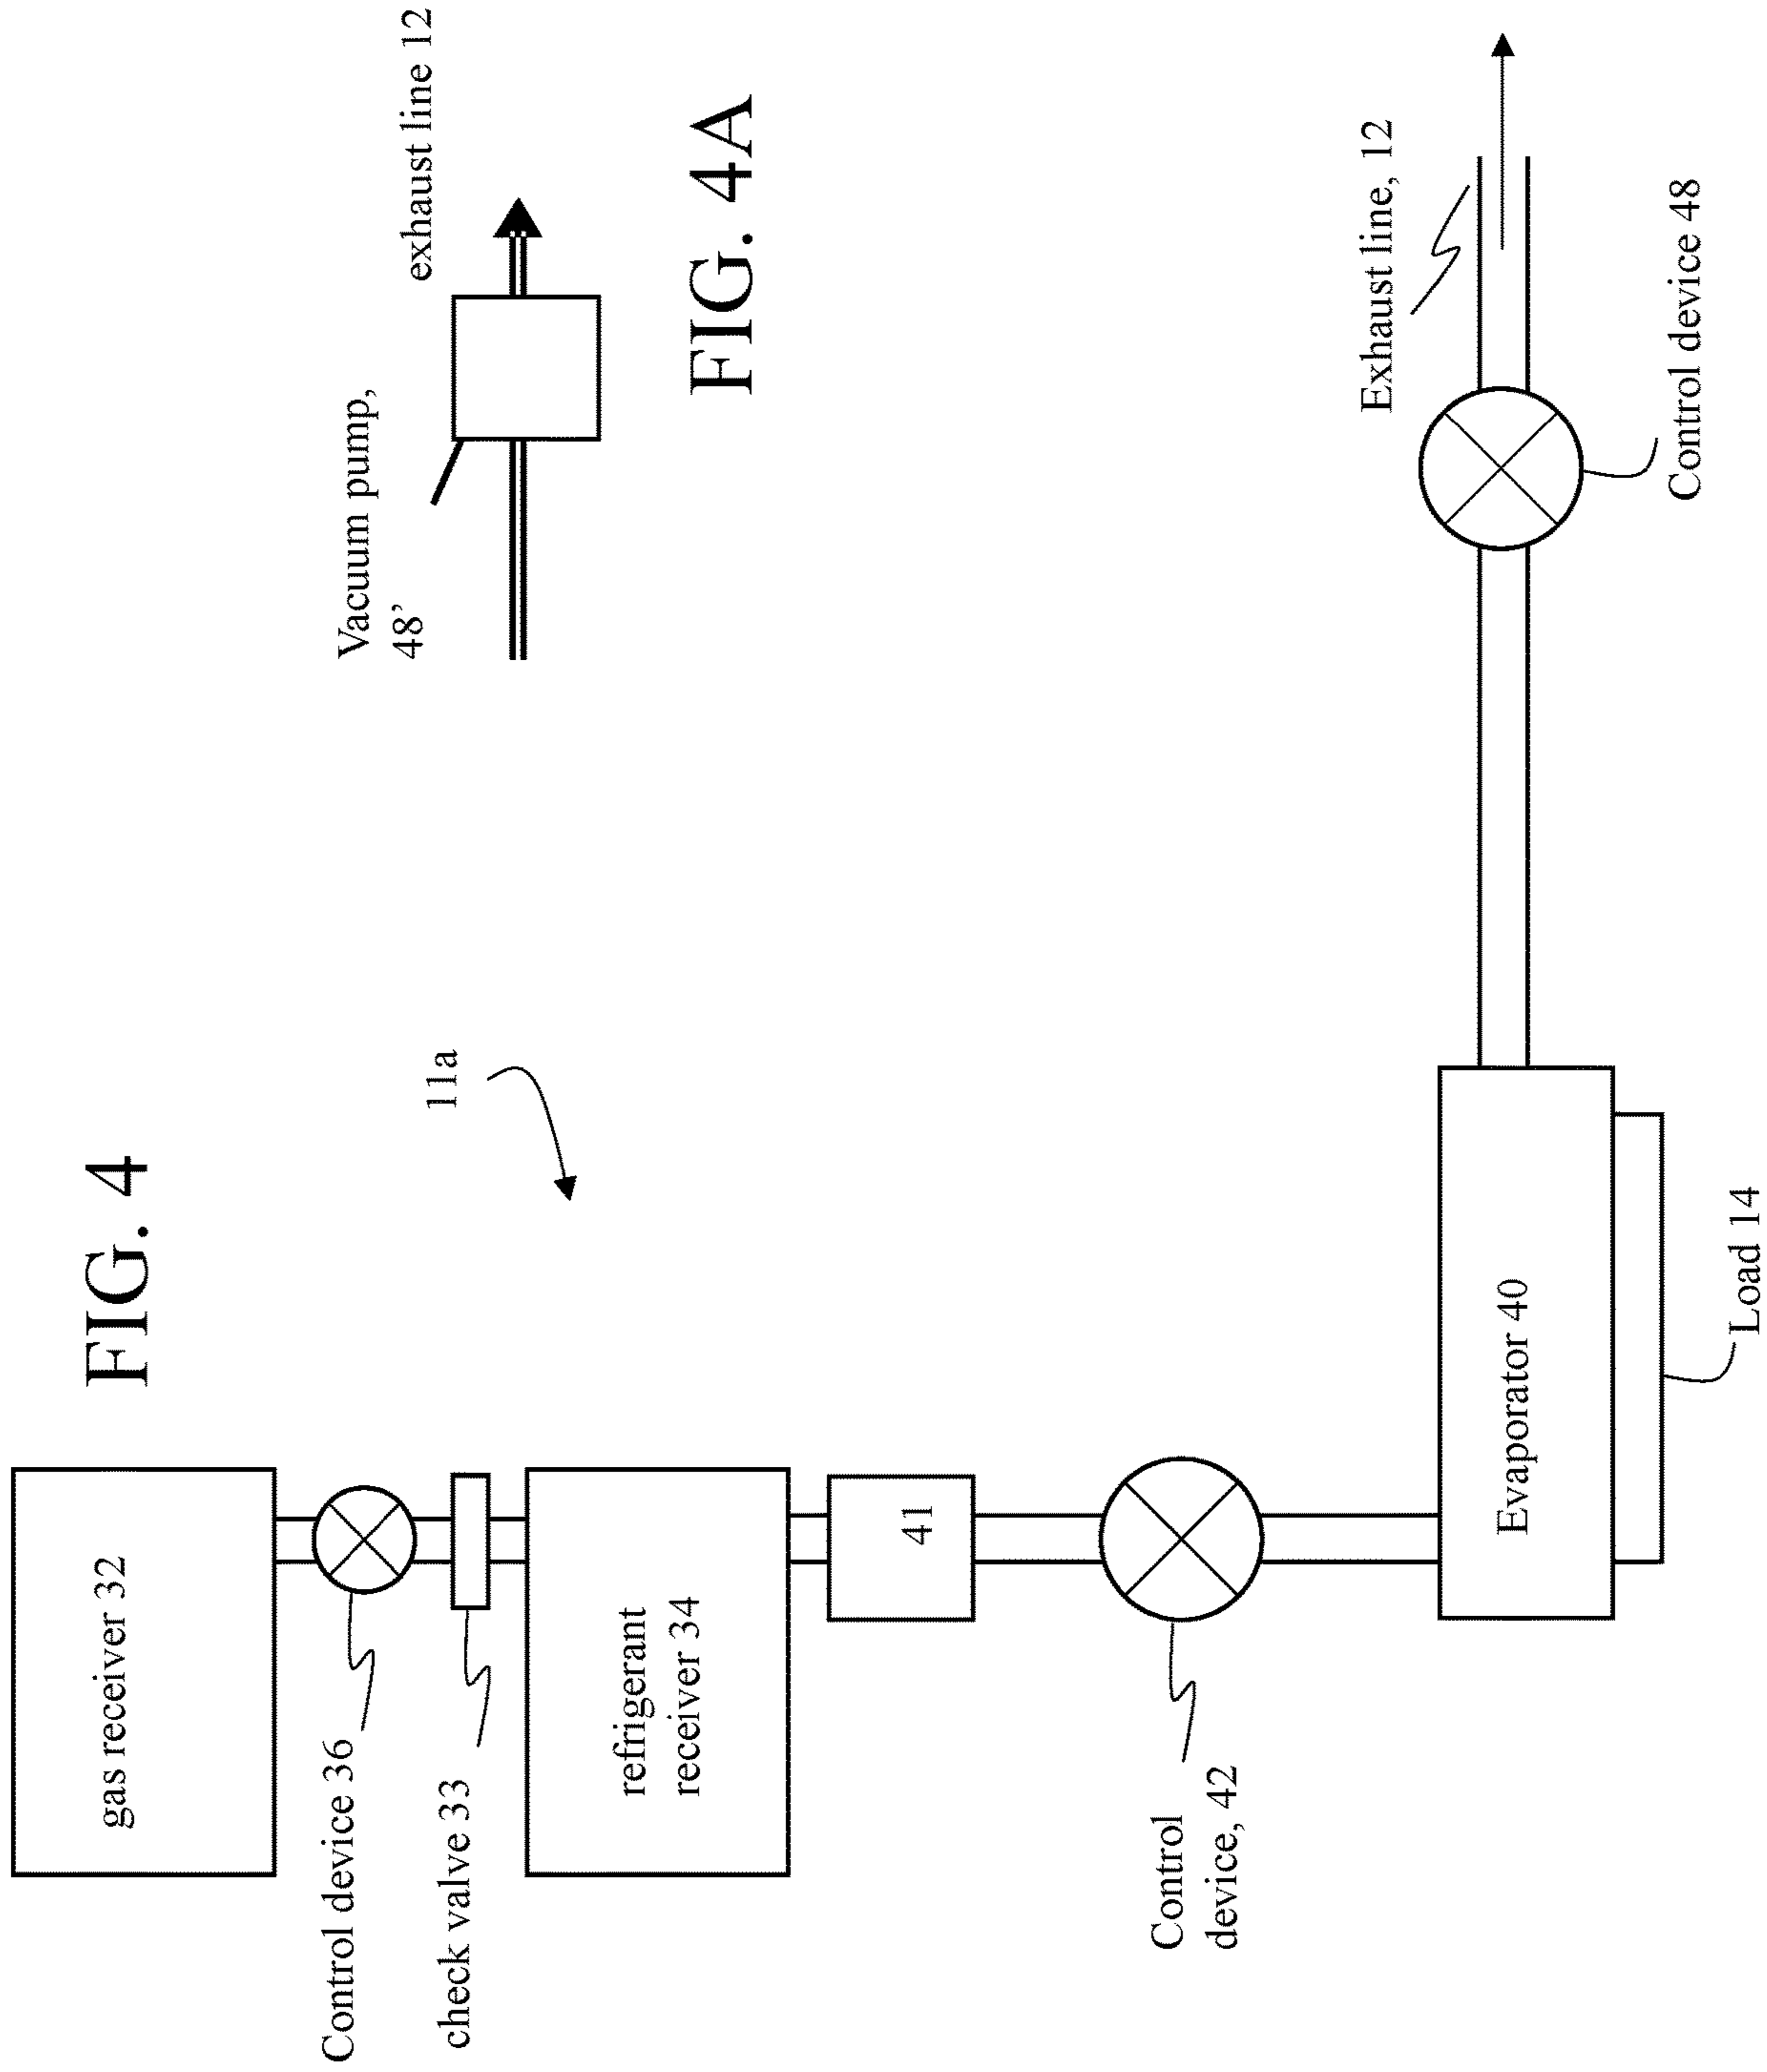 FIG. 4
gas receiver 32
Control device 36
check valve 33
refrigerant
receiver 34
11a
41
Control
device, 42
Evaporator 40
Load 14
Exhaust line, 12
Control device 48
Vacuum pump,
48’
exhaust line 12
FIG. 4A